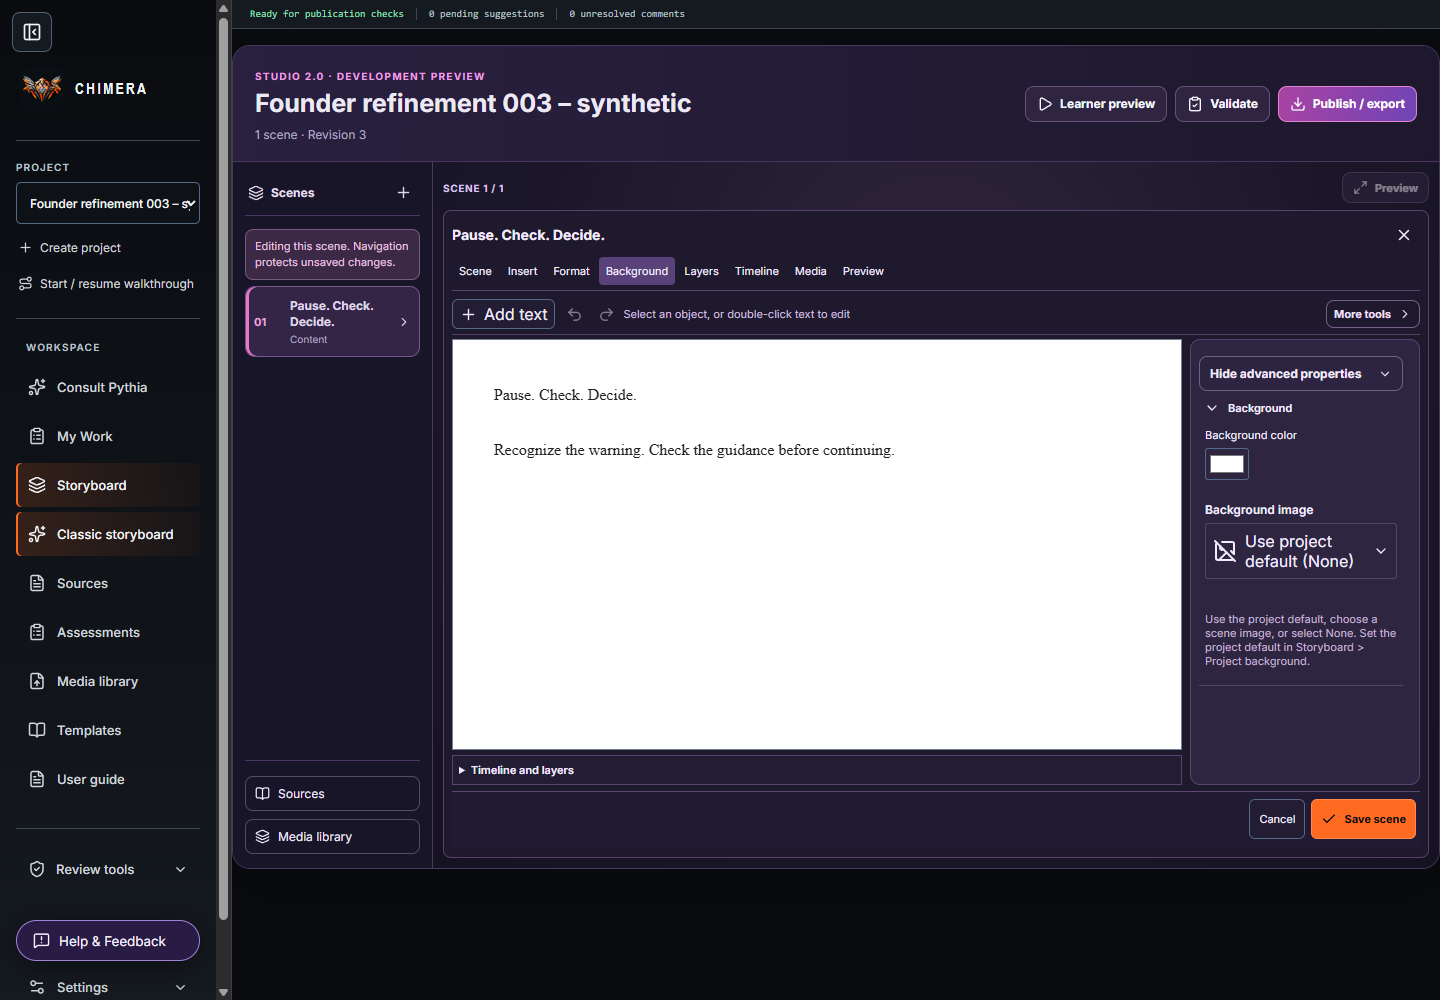 Ready for publication checks
0 pending suggestions
0 unresolved comments
CHIMERA
PROJECT
Founder refinement 003 – s
Create project
Start / resume walkthrough
WORKSPACE
Consult Pythia
My Work
Storyboard
Classic storyboard
Sources
Assessments
Media library
Templates
User guide
Review tools
Help & Feedback
Settings
STUDIO 2.0 · DEVELOPMENT PREVIEW
Founder refinement 003 – synthetic
1 scene · Revision 3
Learner preview
Validate
Publish / export
Scenes
Editing this scene. Navigation
protects unsaved changes.
01
Pause. Check.
Decide.
Content
Sources
Media library
SCENE 1 / 1
Preview
Pause. Check. Decide.
Scene
Insert
Format
Background
Layers
Timeline
Media
Preview
Add text
Select an object, or double-click text to edit
More tools
Pause. Check. Decide.
Recognize the warning. Check the guidance before continuing.
Hide advanced properties
Background
Background color
Background image
Use project
default (None)
Use the project default, choose a
scene image, or select None. Set the
project default in Storyboard >
Project background.
Timeline and layers
Cancel
Save scene